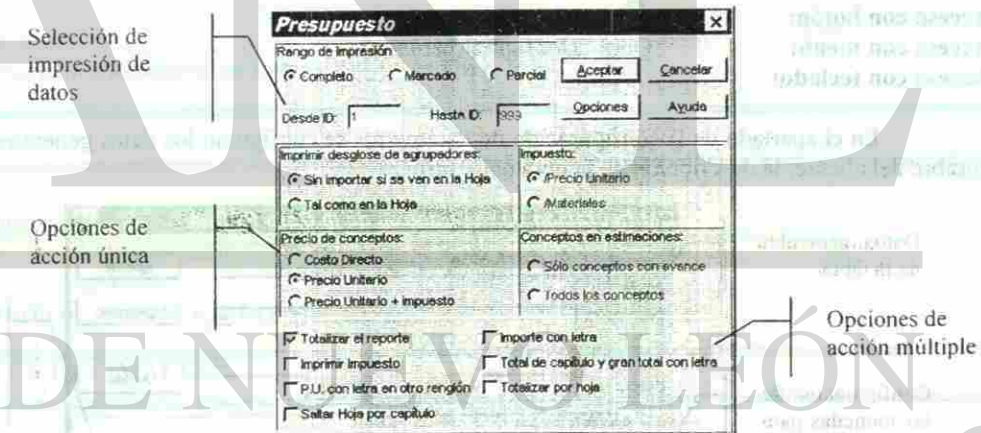 Presupuesto
Selección de
impresión de
datos
Rango de Impresión
Completo Marcado Parcial Aceptar Cancelar
Desde ID: 1 Hasta ID: 999 Opciones Ayuda
Imprimir desglose de agrupadores: Impuesto:
Sin importar si se ven en la Hoja /Precio Unitario
Tal como en la Hoja /Materiales
Opciones de
acción única
Precio de conceptos: Conceptos en estimaciones:
Costo Directo Sólo conceptos con avance
Precio Unitario
Precio Unitario + impuesto Todos los conceptos
Opciones de
acción múltiple
Totalizar el reporte Importe con letra
Imprimir Impuesto Total de capítulo y gran total con letra
P.U. con letra en otro renglón Totalizar por hoja
Saltar Hoja por capítulo
DE NUEVO LEÓN